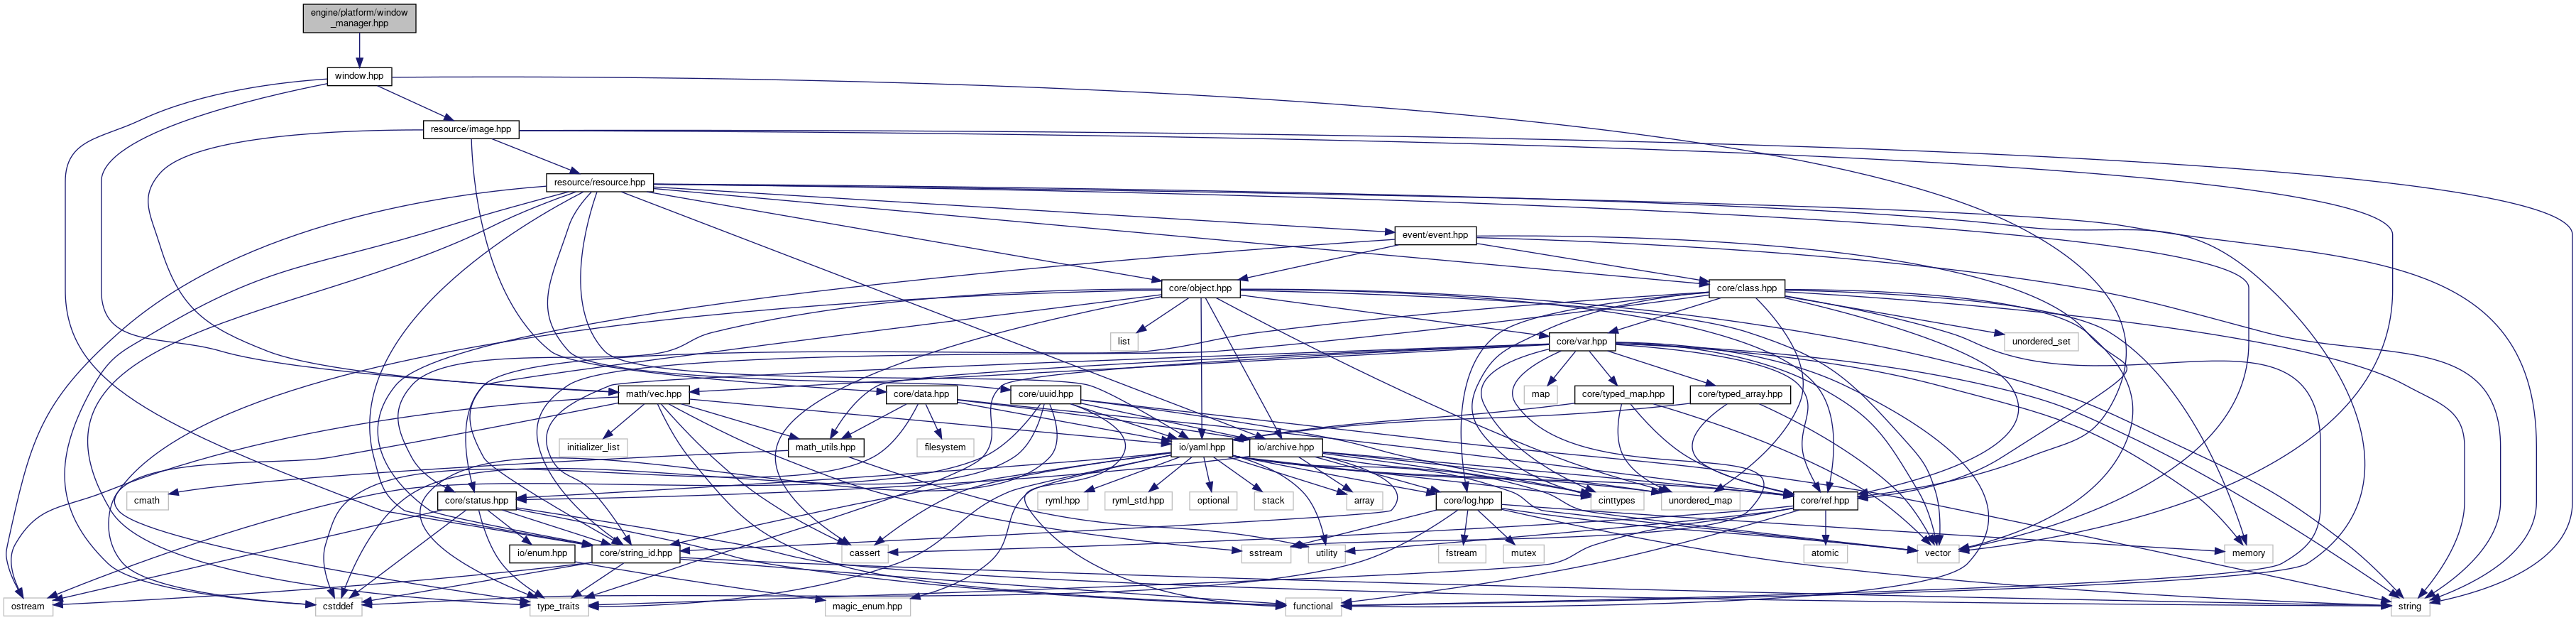 engine/platform/window
_manager.hpp
window.hpp
resource/image.hpp
resource/resource.hpp
event/event.hpp
core/object.hpp
core/class.hpp
list
core/var.hpp
unordered_set
math/vec.hpp
core/data.hpp
core/uuid.hpp
map
core/typed_map.hpp
core/typed_array.hpp
initializer_list
math_utils.hpp
filesystem
io/yaml.hpp
io/archive.hpp
cmath
core/status.hpp
ryml.hpp
ryml_std.hpp
optional
stack
array
core/log.hpp
cinttypes
unordered_map
core/ref.hpp
io/enum.hpp
core/string_id.hpp
cassert
sstream
utility
fstream
mutex
atomic
vector
memory
ostream
cstddef
type_traits
magic_enum.hpp
functional
string